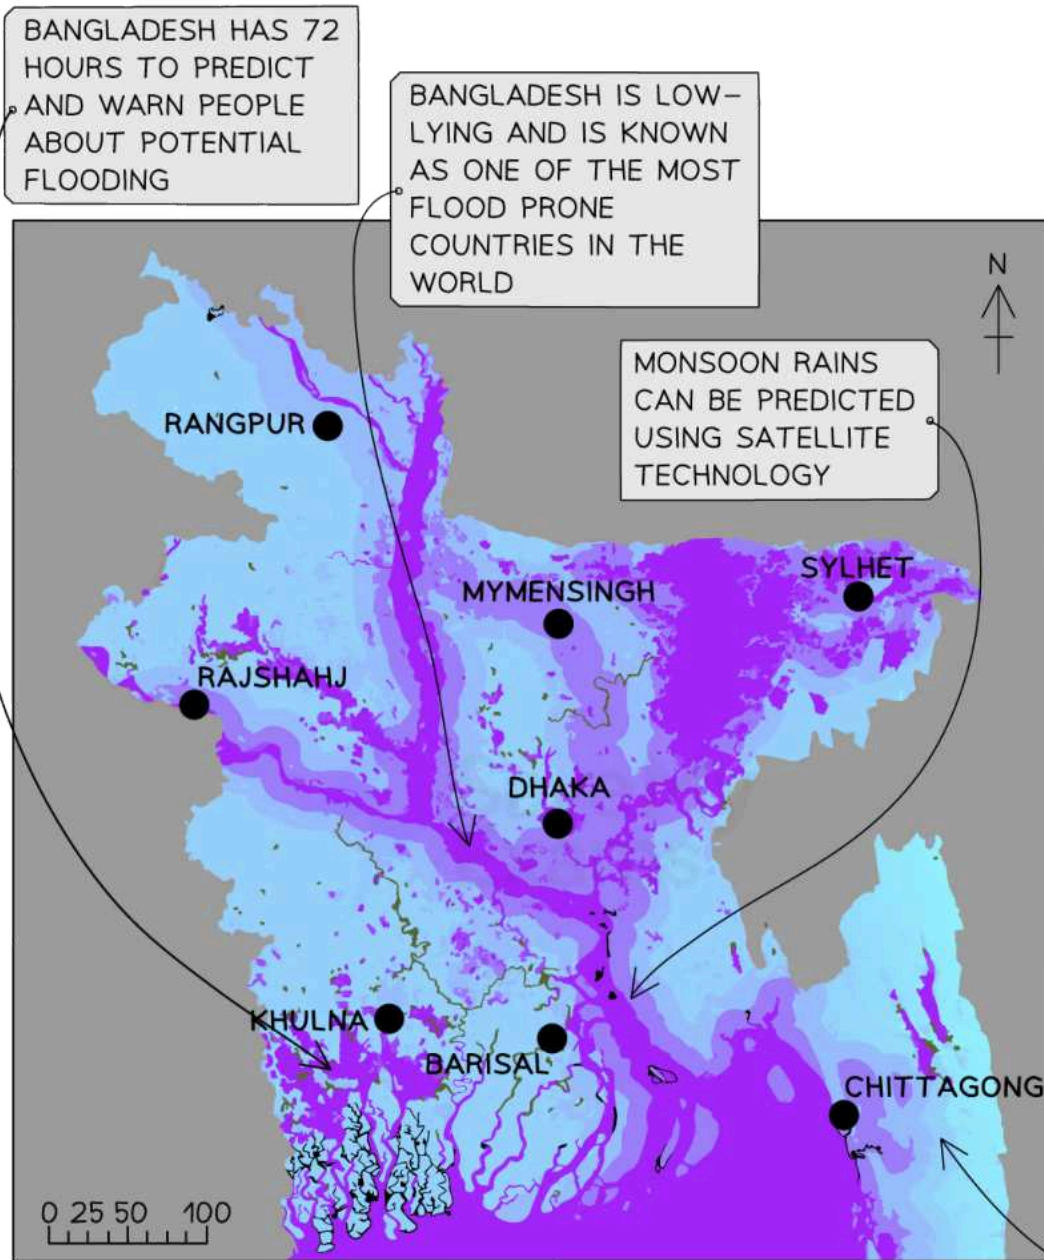 BANGLADESH HAS 72
HOURS TO PREDICT
AND WARN PEOPLE
ABOUT POTENTIAL
FLOODING
BANGLADESH IS LOW-
LYING AND IS KNOWN
AS ONE OF THE MOST
FLOOD PRONE
COUNTRIES IN THE
WORLD
N
MONSOON RAINS
CAN BE PREDICTED
USING SATELLITE
TECHNOLOGY
RANGPUR
SYLHET
MYMENSINGH
RAJSHAHJ
DHAKA
KHULNA
BARISAL
CHITTAGONG
0 25 50 100